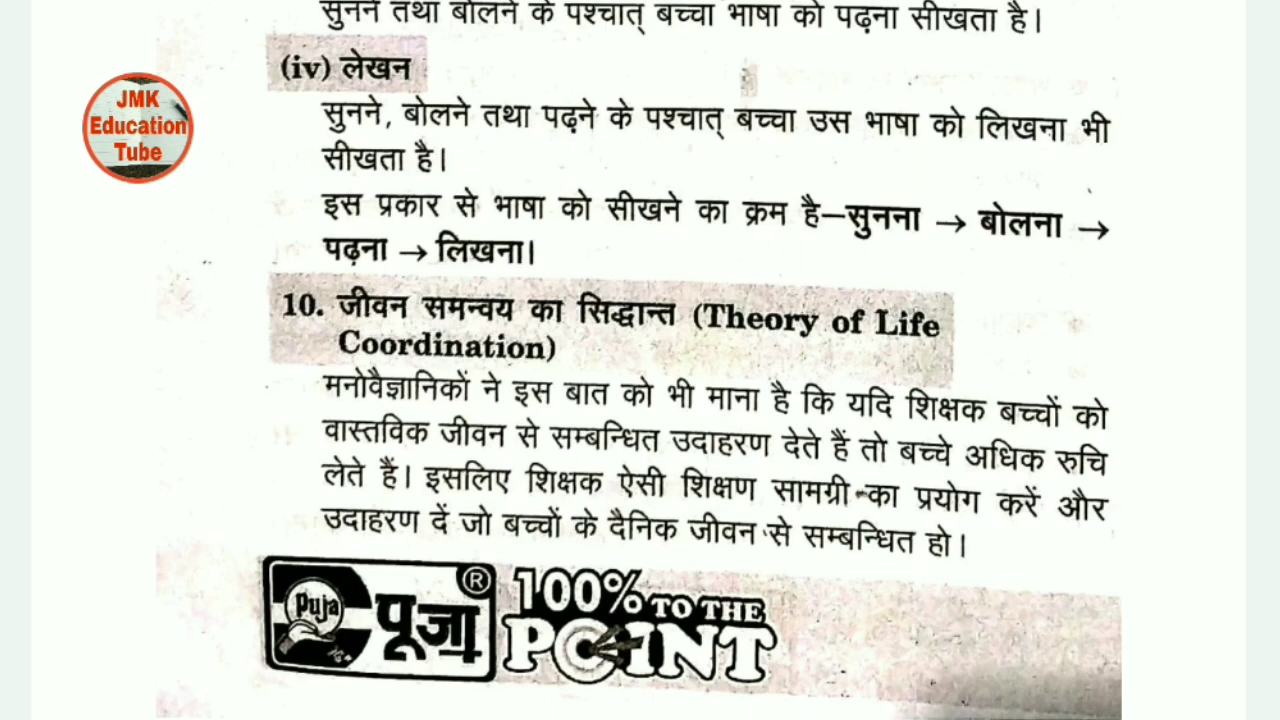 सुनने तथा बोलने के पश्चात् बच्चा भाषा को पढ़ना सीखता है।
(iv) लेखन
JMK
Education
Tube
सुनने, बोलने तथा पढ़ने के पश्चात् बच्चा उस भाषा को लिखना भी
सीखता है।
इस प्रकार से भाषा को सीखने का क्रम है–सुनना → बोलना →
पढ़ना → लिखना।
10. जीवन समन्वय का सिद्धान्त (Theory of Life
Coordination)
मनोवैज्ञानिकों ने इस बात को भी माना है कि यदि शिक्षक बच्चों को
वास्तविक जीवन से सम्बन्धित उदाहरण देते हैं तो बच्चे अधिक रुचि
लेते हैं। इसलिए शिक्षक ऐसी शिक्षण सामग्री का प्रयोग करें और
उदाहरण दें जो बच्चों के दैनिक जीवन से सम्बन्धित हो।
Puja पूजा ®
100% TO THE
POINT